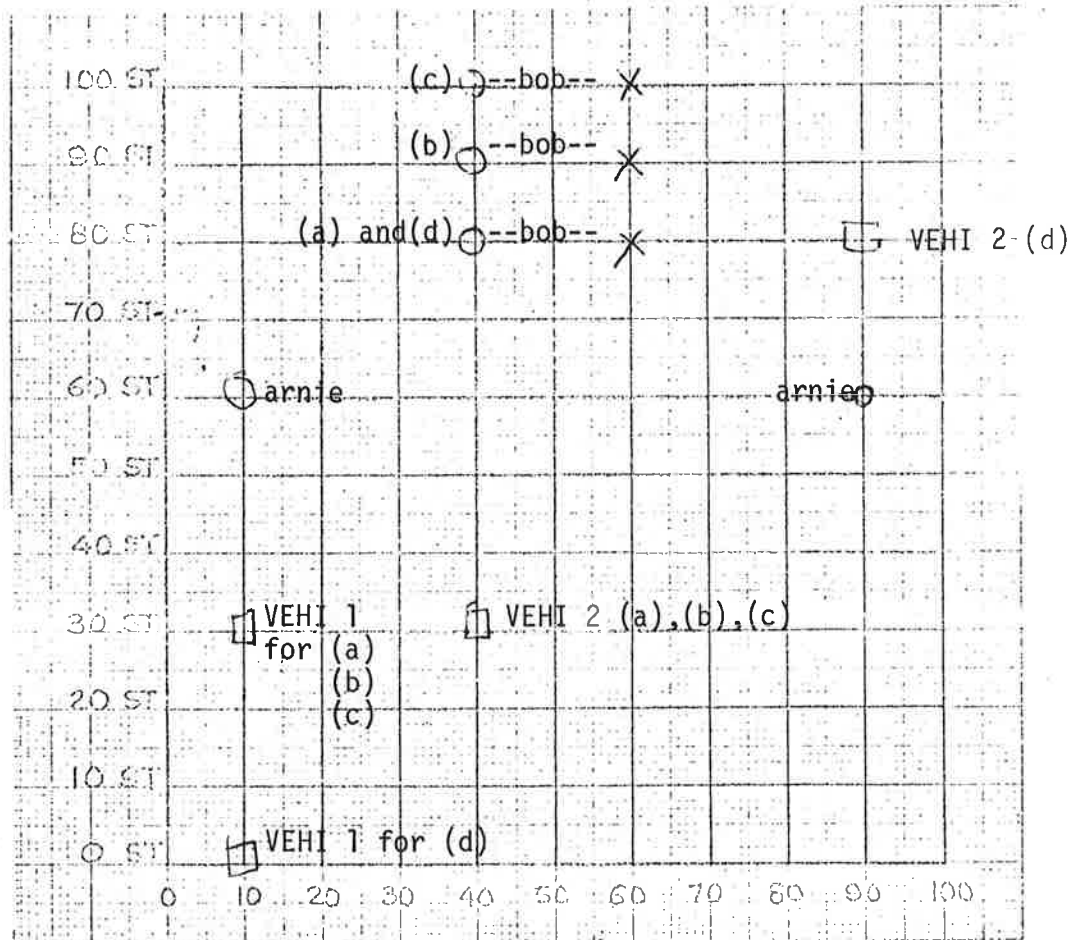 100 ST (c) --bob--
90 ST (b) --bob--
80 ST (a) and(d) --bob-- VEHI 2-(d)
70 ST
60 ST arnie arnie
50 ST
40 ST
30 ST VEHI 1 VEHI 2 (a),(b),(c)
for (a)
(b)
20 ST (c)
10 ST
0 ST VEHI 1 for (d)
0 10 20 30 40 50 60 70 80 90 100